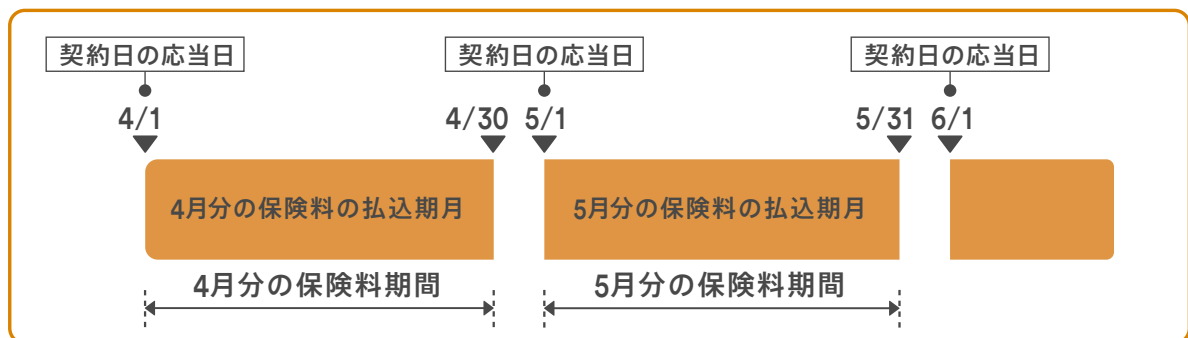 契約日の応当日 契約日の応当日 契約日の応当日
4/1 4/30 5/1 5/31 6/1
4月分の保険料の払込期月 5月分の保険料の払込期月
4月分の保険料期間 5月分の保険料期間